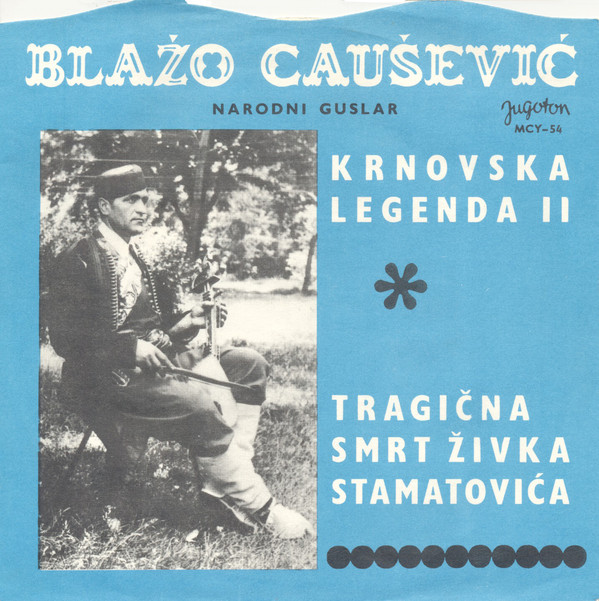 BLAŽO CAUŠEVIĆ
NARODNI GUSLAR
Jugoton
MCY-54
KRNOVSKA
LEGENDA II
TRAGIČNA
SMRT ŽIVKA
STAMATOVIĆA